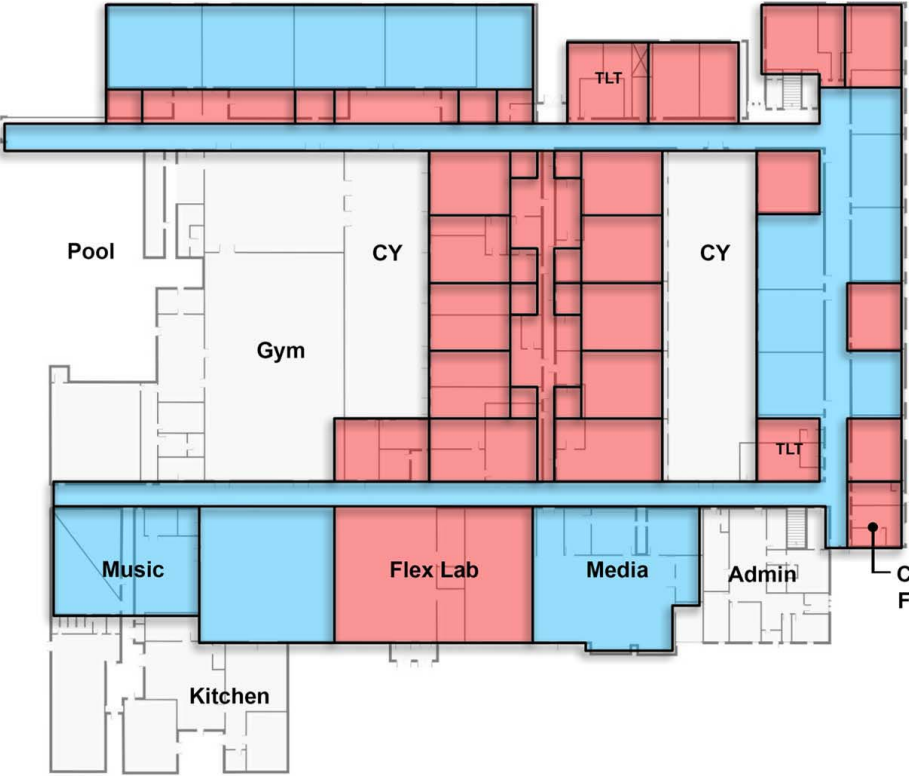 TLT
Pool
CY
CY
Gym
TLT
Music
Flex Lab
Media
Admin
C
F
Kitchen